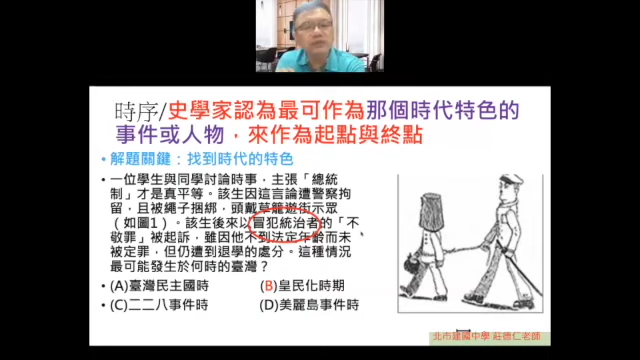 時序/史學家認為最可作為那個時代特色的
事件或人物，來作為起點與終點
• 解題關鍵：找到時代的特色
• 一位學生與同學討論時事，主張「總統
制」才是真平等。該生因這言論遭警察拘
留，且被繩子捆綁，頭戴草籠遊街示眾
（如圖1）。該生後來以冒犯統治者的「不
敬罪」被起訴，雖因他不到法定年齡而未
被定罪，但仍遭到退學的處分。這種情況
最可能發生於何時的臺灣？
• (A)臺灣民主國時 (B)皇民化時期
• (C)二二八事件時 (D)美麗島事件時
北市建國中學 莊德仁老師